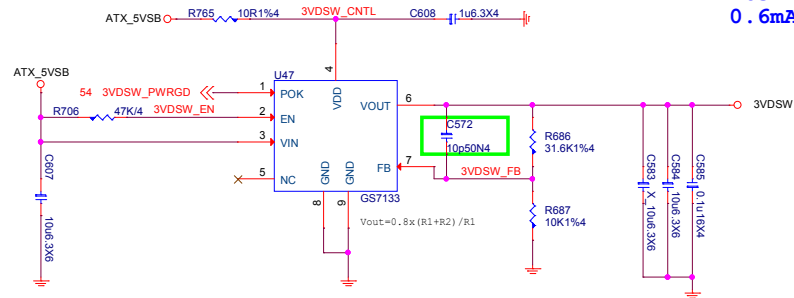 R765
10R1%4
3VDSW_CNTL
C608
1u6.3X4
ATX_5VSB
0.6mA
ATX_5VSB
U47
4
54 3VDSW_PWRGD
1
POK
VDD
VOUT
6
3VDSW
R706
47K/4
3VDSW_EN
2
EN
C572
10p50N4
3
VIN
R686
31.6K1%4
C607
10u6.3X6
5
NC
GND
GND
FB
7
3VDSW_FB
8
9
GS7133
R687
10K1%4
Vout=0.8x(R1+R2)/R1
C583
X_10u6.3X6
C584
10u6.3X6
C585
0.1u16X4